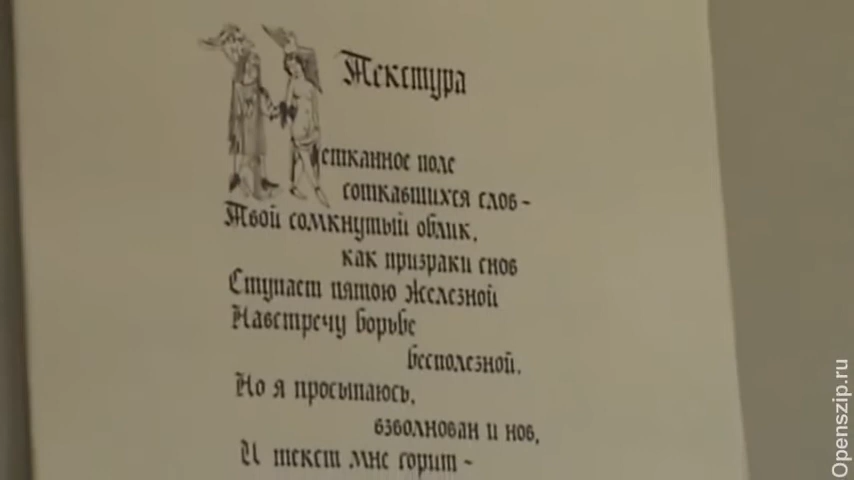 Текстура
Нетканное поле
соткавшихся слов -
Твой сомкнутый облик,
как призраки снов
Ступает пятою железной
Навстречу борьбе
бесполезной.
Но я просыпаюсь,
взволнован и нов,
И текст мне горит -
Openszip.ru